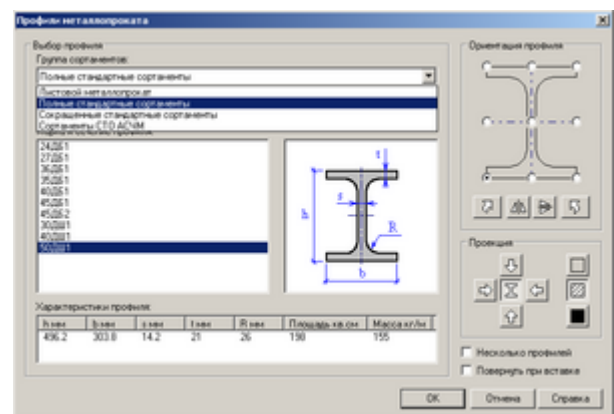 Профили металлопроката
Выбор профиля
Группа сортаментов:
Полные стандартные сортаменты
Листовой металлопрокат
Полные стандартные сортаменты
Сокращенные стандартные сортаменты
Сортаменты СТО АСЧМ
24ДБ1
27ДБ1
36ДБ1
35ДБ1
40ДБ1
45ДБ1
45ДБ2
30ДШ1
40ДШ1
50ДШ1
t
s
h
R
b
Характеристики профиля:
h мм b мм s мм t мм R мм Площадь кв.см Масса кг/м
496.2 303.8 14.2 21 26 198 155
Ориентация профиля
Проекция
Несколько профилей
Повернуть при вставке
OK Отмена Справка